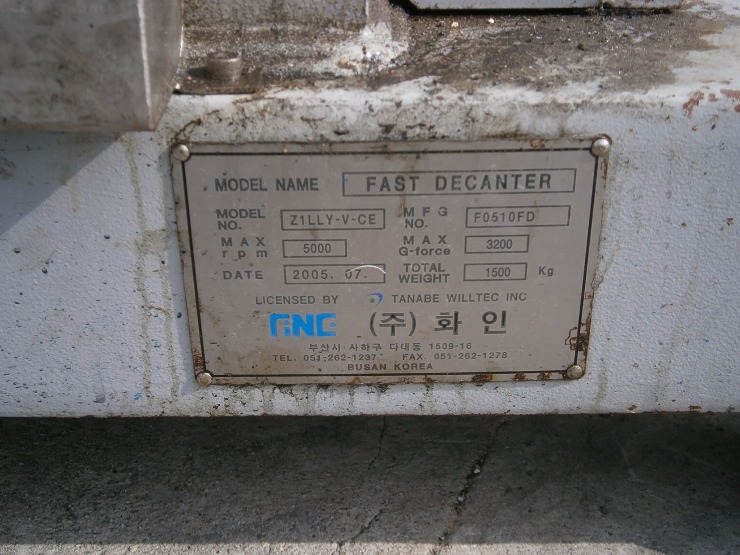 MODEL NAME FAST DECANTER
MODEL NO. Z1LLY-V-CE MFG NO. F0510FD
MAX rpm 5000 MAX G-force 3200
DATE 2005. 07. TOTAL WEIGHT 1500 Kg
LICENSED BY TANABE WILLTEC INC
FINE (주) 화인
부산시 사하구 다대동 1509-16
TEL. 051-262-1237 FAX. 051-262-1278
BUSAN KOREA